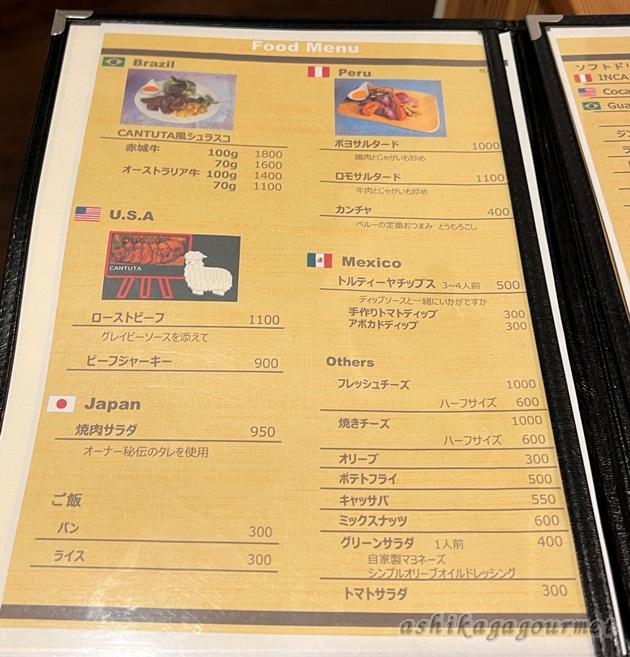 Food Menu
Brazil
CANTUTA風シュラスコ
赤城牛 100g 1800
70g 1600
オーストラリア牛 100g 1400
70g 1100
U.S.A
CANTUTA
ローストビーフ 1100
グレイビーソースを添えて
ビーフジャーキー 900
Japan
焼肉サラダ 950
オーナー秘伝のタレを使用
ご飯
パン 300
ライス 300
Peru
ポヨサルタード 1000
鶏肉とじゃがいも炒め
ロモサルタード 1100
牛肉とじゃがいも炒め
カンチャ 400
ペルーの定番おつまみ とうもろこし
Mexico
トルティーヤチップス 3~4人前 500
ディップソースと一緒にいかがですか
手作りトマトディップ 300
アボカドディップ 300
Others
フレッシュチーズ 1000
ハーフサイズ 600
焼きチーズ 1000
ハーフサイズ 600
オリーブ 300
ポテトフライ 500
キャッサバ 550
ミックスナッツ 600
グリーンサラダ 1人前 400
自家製マヨネーズ
シンプルオリーブオイルドレッシング
トマトサラダ 300
ソフトドリ
INCA
Coca
Gua
ashikagagourmet